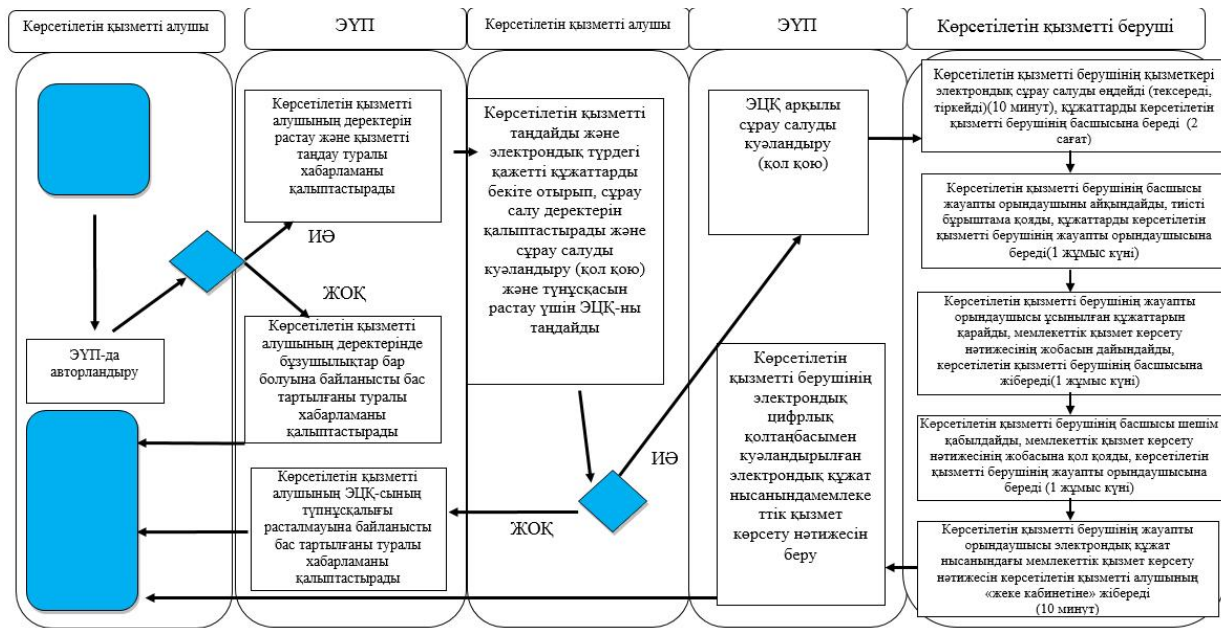 Көрсетілетін қызметті алушы
ЭҮП
Көрсетілетін қызметті алушы
ЭҮП
Көрсетілетін қызметті беруші
ЭҮП-да
авторландыру
Көрсетілетін қызметті
алушының деректерін
растау және қызметті
таңдау туралы
хабарламаны
қалыптастырады
ИӘ
ЖОҚ
Көрсетілетін қызметті
алушының деректерінде
бұзушылықтар бар
болуына байланысты бас
тартылғаны туралы
хабарламаны
қалыптастырады
Көрсетілетін қызметті
алушының ЭЦҚ-сының
түпнұсқалығы
расталмауына байланысты
бас тартылғаны туралы
хабарламаны
қалыптастырады
Көрсетілетін қызметті
таңдайды және
электрондық түрдегі
қажетті құжаттарды
бекіте отырып, сұрау
салу деректерін
қалыптастырады және
сұрау салуды
куәландыру (қол қою)
және түнұсқасын
растау үшін ЭЦҚ-ны
таңдайды
ИӘ
ЖОҚ
ЭЦҚ арқылы
сұрау салуды
куәландыру
(қол қою)
Көрсетілетін
қызметті берушінің
электрондық
цифрлық
қолтаңбасымен
куәландырылған
электрондық құжат
нысанындамемлеке
ттік қызмет
көрсету нәтижесін
беру
Көрсетілетін қызметті берушінің қызметкері
электрондық сұрау салуды өңдейді (тексереді,
тіркейді)(10 минут), құжаттарды көрсетілетін
қызметті берушінің басшысына береді (2
сағат)
Көрсетілетін қызметті берушінің басшысы
жауапты орындаушыны айқындайды, тиісті
бұрыштама қояды, құжаттарды көрсетілетін
қызметті берушінің жауапты орындаушысына
береді(1 жұмыс күні)
Көрсетілетін қызметті берушінің жауапты
орындаушысы ұсынылған құжаттарын
қарайды, мемлекеттік қызмет көрсету
нәтижесінің жобасын дайындайды,
көрсетілетін қызметті берушінің басшысына
жібереді(1 жұмыс күні)
Көрсетілетін қызметті берушінің басшысы шешім
қабылдайды, мемлекеттік қызмет көрсету
нәтижесінің жобасына қол қояды, көрсетілетін
қызметті берушінің жауапты орындаушысына
береді (1 жұмыс күні)
Көрсетілетін қызметті берушінің жауапты
орындаушысы электрондық құжат
нысанындағы мемлекеттік қызмет көрсету
нәтижесін көрсетілетін қызметті алушының
«жеке кабинетіне» жібереді
(10 минут)